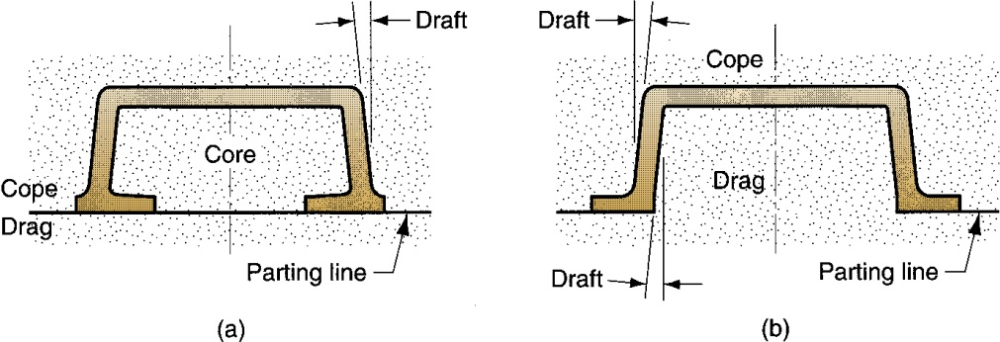 Draft
Core
Cope
Drag
Parting line
(a)
Draft
Cope
Drag
Draft
Parting line
(b)